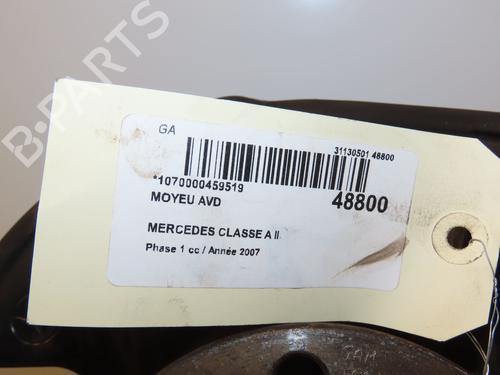 B-PARTS
GA
31130501 48800
*1070000459519
MOYEU AVD
48800
MERCEDES CLASSE A II
Phase 1 cc / Année 2007